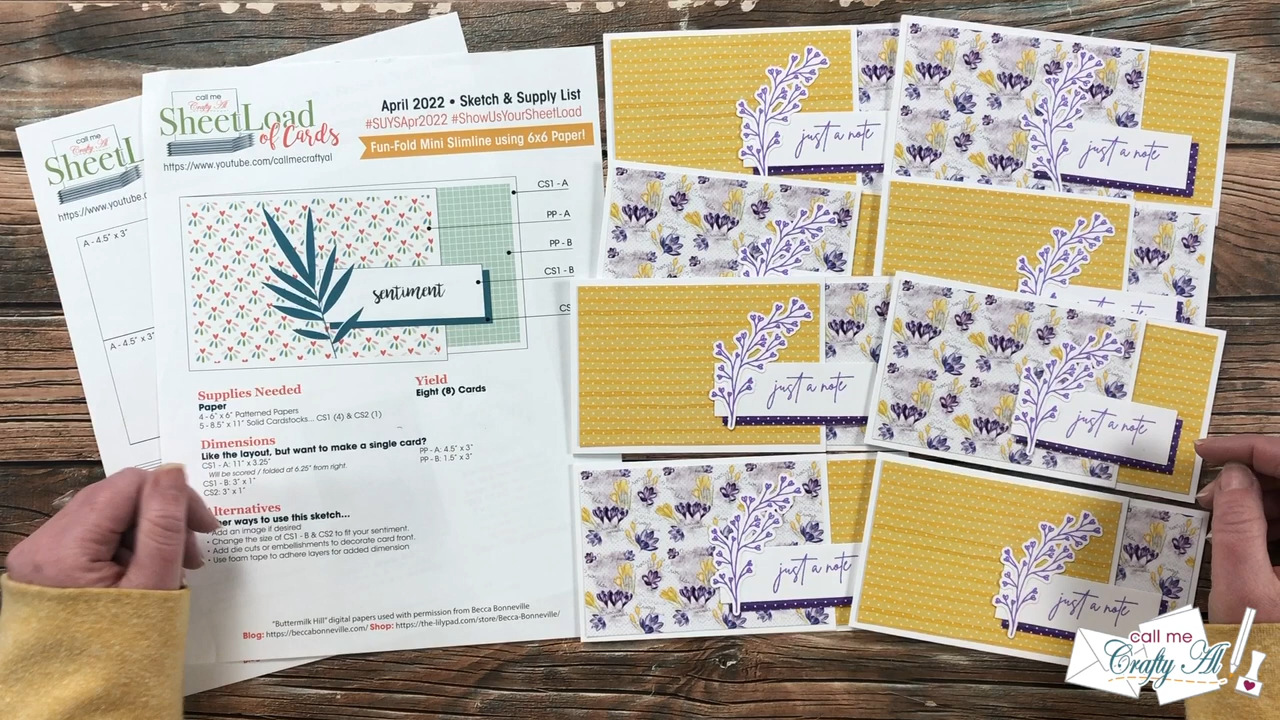 call me
Crafty Al
SheetL
https://www.youtube.c
A - 4.5" x 3"
A - 4.5" x 3"
call me
Crafty Al
SheetLoad
of Cards
https://www.youtube.com/callmecraftyal
April 2022 • Sketch & Supply List
#SUYSApr2022 #ShowUsYourSheetLoad
Fun-Fold Mini Slimline using 6x6 Paper!
CS1 - A
PP - A
PP - B
CS1 - B
CS
sentiment
Supplies Needed
Paper
4 - 6" x 6" Patterned Papers
5 - 8.5" x 11" Solid Cardstocks... CS1 (4) & CS2 (1)
Yield
Eight (8) Cards
Dimensions
Like the layout, but want to make a single card?
CS1 - A: 11" x 3.25"
Will be scored / folded at 6.25" from right.
CS1 - B: 3" x 1"
CS2: 3" x 1"
PP - A: 4.5" x 3"
PP - B: 1.5" x 3"
Alternatives
her ways to use this sketch...
• Add an image if desired
• Change the size of CS1 - B & CS2 to fit your sentiment.
• Add die cuts or embellishments to decorate card front.
• Use foam tape to adhere layers for added dimension
"Buttermilk Hill" digital papers used with permission from Becca Bonneville
Blog: https://beccabonneville.com/ Shop: https://the-lilypad.com/store/Becca-Bonneville/
just a note
just a note
just a note
just a note
just a note
just a note
call me
Crafty Al